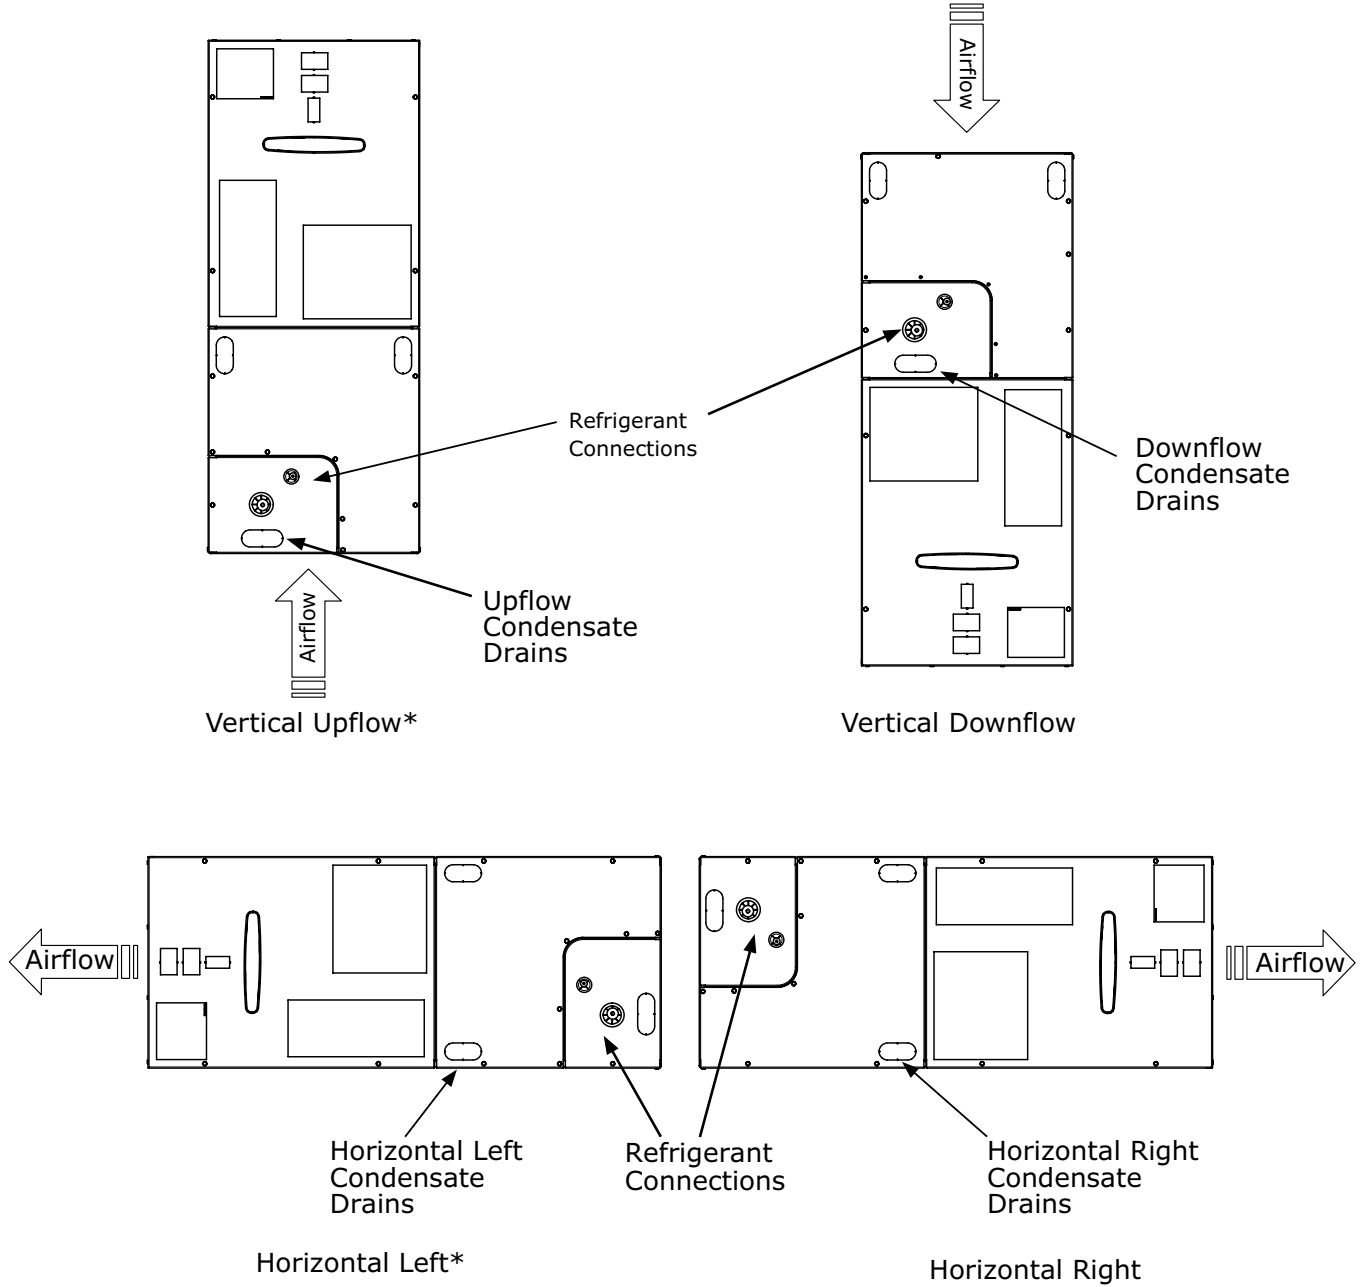 Airflow
Refrigerant
Connections
Downflow
Condensate
Drains
Upflow
Condensate
Drains
Airflow
Vertical Upflow*
Vertical Downflow
Airflow
Airflow
Horizontal Left
Condensate
Drains
Refrigerant
Connections
Horizontal Right
Condensate
Drains
Horizontal Left*
Horizontal Right